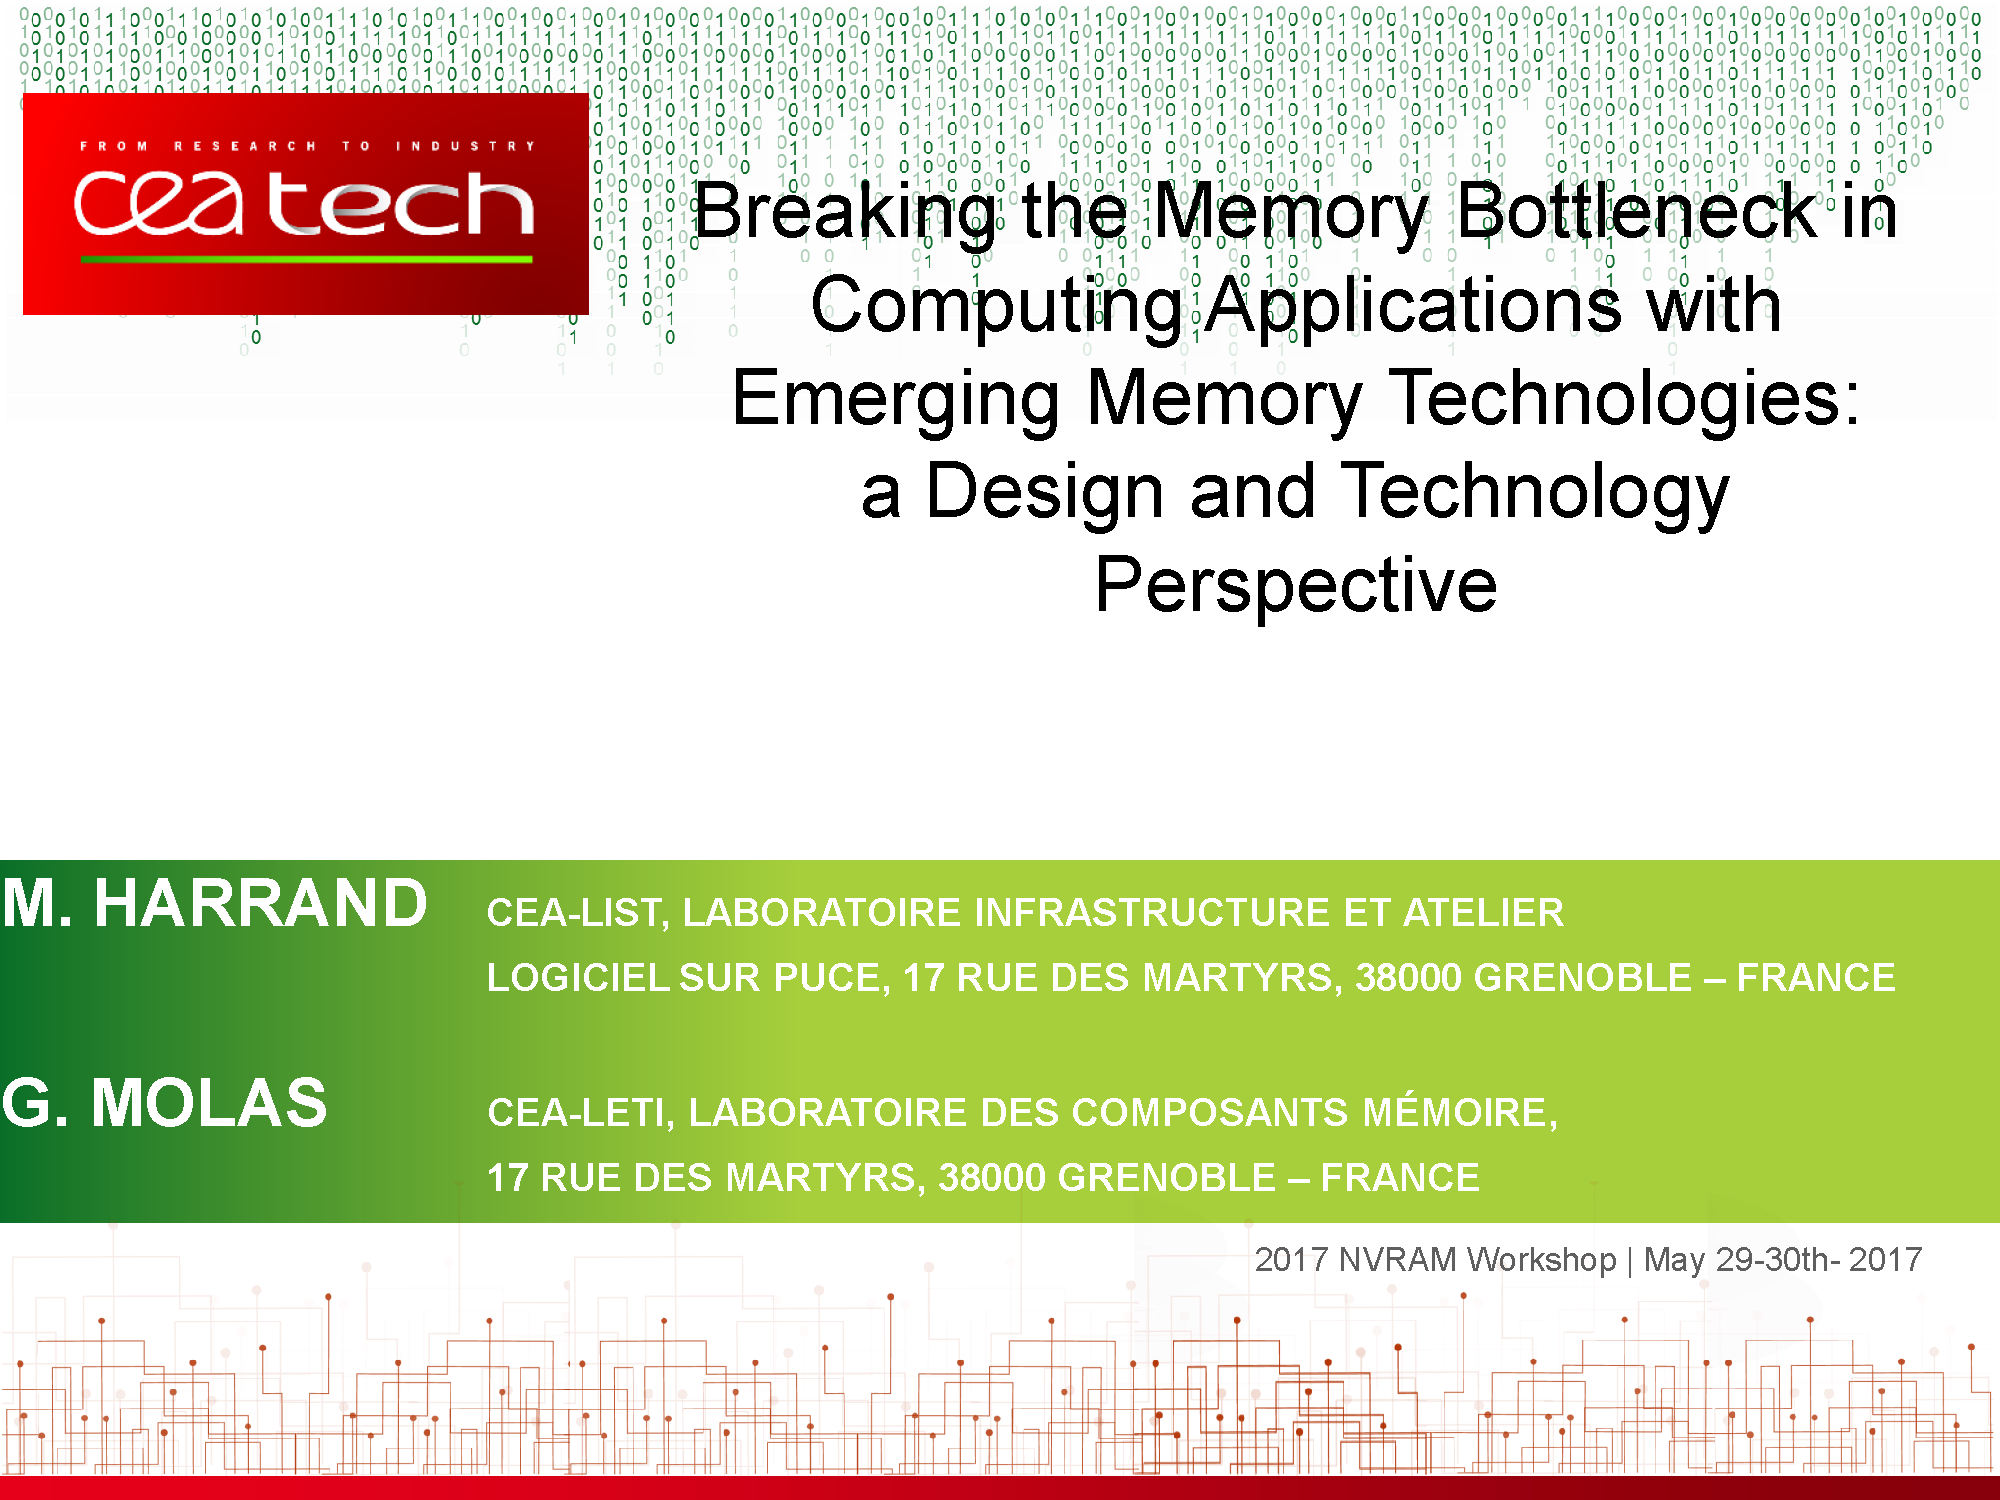 FROM RESEARCH TO INDUSTRY
ceatech
Breaking the Memory Bottleneck in
Computing Applications with
Emerging Memory Technologies:
a Design and Technology
Perspective
M. HARRAND CEA-LIST, LABORATOIRE INFRASTRUCTURE ET ATELIER
LOGICIEL SUR PUCE, 17 RUE DES MARTYRS, 38000 GRENOBLE – FRANCE
G. MOLAS CEA-LETI, LABORATOIRE DES COMPOSANTS MÉMOIRE,
17 RUE DES MARTYRS, 38000 GRENOBLE – FRANCE
2017 NVRAM Workshop | May 29-30th- 2017